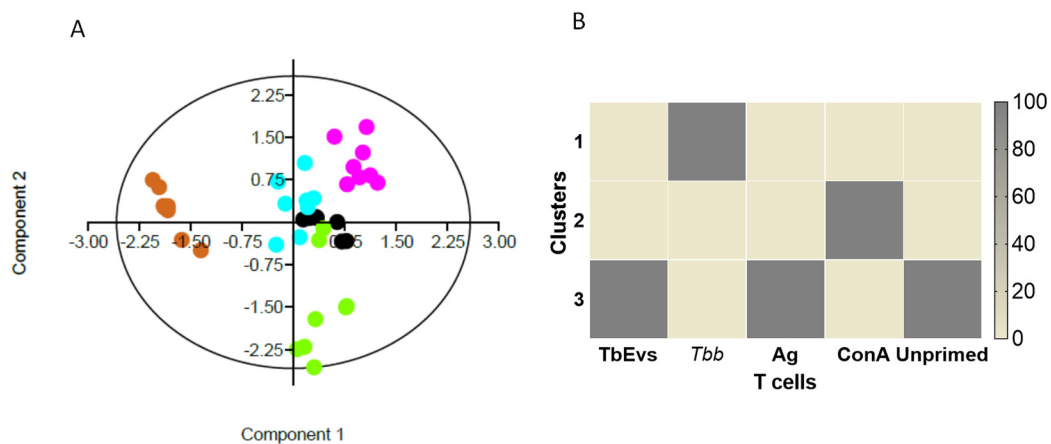 A
B
2.25
1.50
0.75
-3.00 -2.25 -1.50 -0.75 0.75 1.50 2.25 3.00
-0.75
-1.50
-2.25
Component 2
Component 1
100
80
60
40
20
0
1
2
3
Clusters
TbEvs Tbb Ag ConA Unprimed
T cells